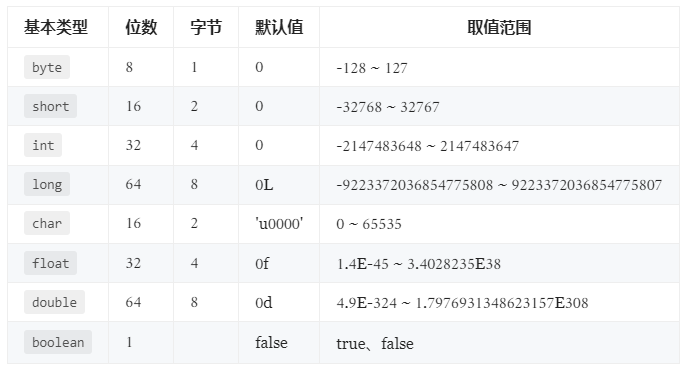 基本类型 位数 字节 默认值 取值范围
byte 8 1 0 -128 ~ 127
short 16 2 0 -32768 ~ 32767
int 32 4 0 -2147483648 ~ 2147483647
long 64 8 0L -9223372036854775808 ~ 9223372036854775807
char 16 2 'u0000' 0 ~ 65535
float 32 4 0f 1.4E-45 ~ 3.4028235E38
double 64 8 0d 4.9E-324 ~ 1.7976931348623157E308
boolean 1 false true、false